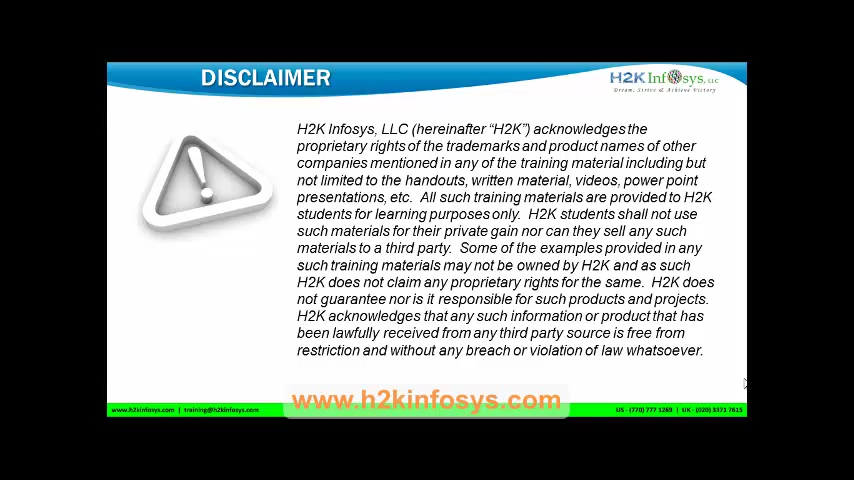 DISCLAIMER
H2K Infosys, LLC
Dream, Strive & Achieve Victory
H2K Infosys, LLC (hereinafter “H2K”) acknowledges the
proprietary rights of the trademarks and product names of other
companies mentioned in any of the training material including but
not limited to the handouts, written material, videos, power point
presentations, etc.  All such training materials are provided to H2K
students for learning purposes only.  H2K students shall not use
such materials for their private gain nor can they sell any such
materials to a third party.  Some of the examples provided in any
such training materials may not be owned by H2K and as such
H2K does not claim any proprietary rights for the same.  H2K does
not guarantee nor is it responsible for such products and projects.
H2K acknowledges that any such information or product that has
been lawfully received from any third party source is free from
restriction and without any breach or violation of law whatsoever.
www.h2kinfosys.com
www.h2kinfosys.com | training@h2kinfosys.com
US - (770) 777 1269 | UK - (020) 3371 7615